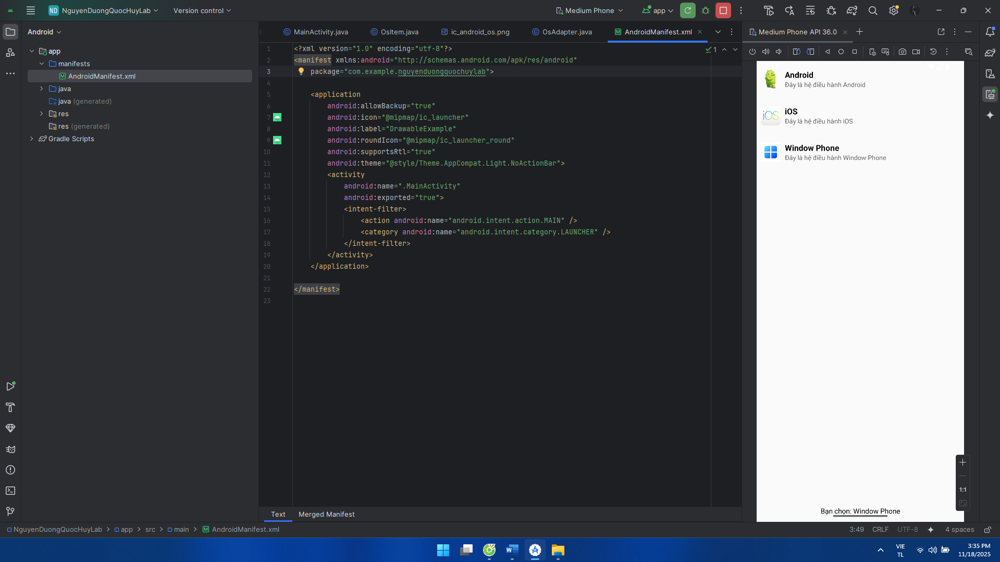 ND NguyenDuongQuocHuyLab Version control Medium Phone app
Android
MainActivity.java OsItem.java ic_android_os.png OsAdapter.java AndroidManifest.xml
Medium Phone API 36.0
app
manifests
AndroidManifest.xml
java
java (generated)
res
res (generated)
Gradle Scripts
1 <?xml version="1.0" encoding="utf-8"?>
2 <manifest xmlns:android="http://schemas.android.com/apk/res/android"
3 package="com.example.nguyenduongquochuylab">
4
5 <application
6 android:allowBackup="true"
7 android:icon="@mipmap/ic_launcher"
8 android:label="DrawableExample"
9 android:roundIcon="@mipmap/ic_launcher_round"
10 android:supportsRtl="true"
11 android:theme="@style/Theme.AppCompat.Light.NoActionBar">
12 <activity
13 android:name=".MainActivity"
14 android:exported="true">
15 <intent-filter>
16 <action android:name="android.intent.action.MAIN" />
17 <category android:name="android.intent.category.LAUNCHER" />
18 </intent-filter>
19 </activity>
20 </application>
21
22 </manifest>
23
1
Android
Đây là hệ điều hành Android
iOS
iOS
Đây là hệ điều hành iOS
Window Phone
Đây là hệ điều hành Window Phone
1:1
Bạn chọn: Window Phone
Text Merged Manifest
NguyenDuongQuocHuyLab > app > src > main > AndroidManifest.xml
3:49 CRLF UTF-8 4 spaces
VIE
TL
3:35 PM
11/18/2025